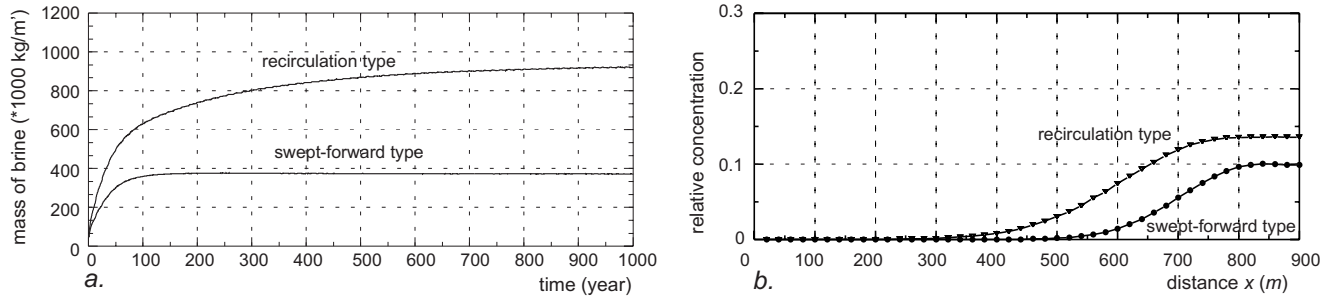 mass of brine (*1000 kg/m')
1200
1000
800
600
400
200
0
recirculation type
swept-forward type
0 100 200 300 400 500 600 700 800 900 1000
a.
time (year)
relative concentration
0.3
0.2
0.1
0
recirculation type
swept-forward type
0 100 200 300 400 500 600 700 800 900
b.
distance x (m)